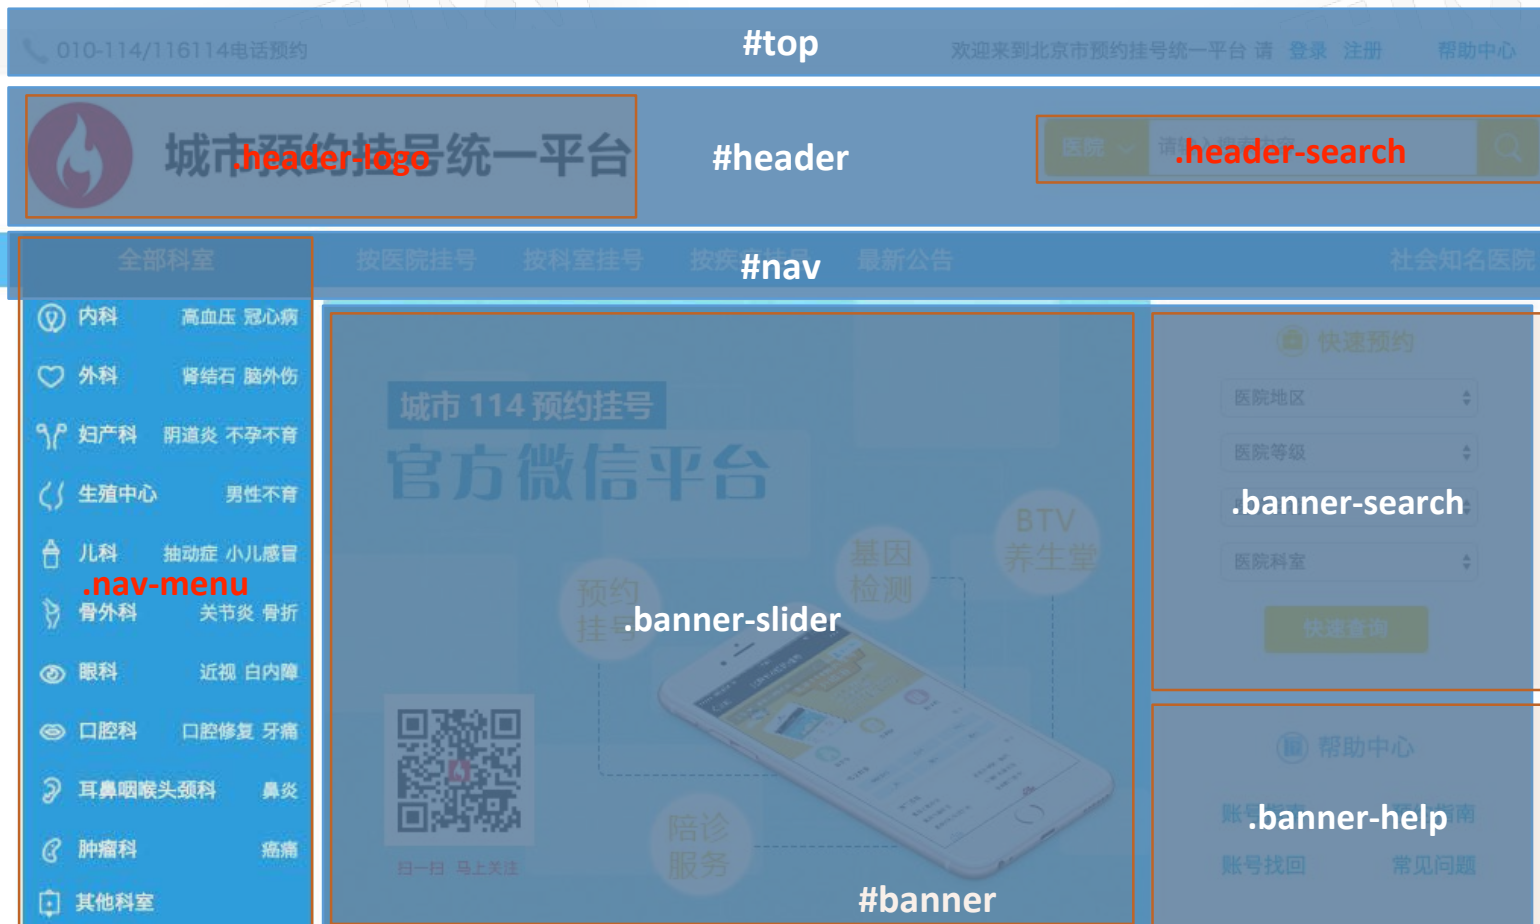 010-114/116114电话预约
#top
欢迎来到北京市预约挂号统一平台 请 登录 注册 帮助中心
城市预约挂号统一平台
.header-logo
#header
医院
.header-search
全部科室
按医院挂号
按科室挂号
#nav
最新公告
社会知名医院
内科 高血压 冠心病
外科 肾结石 脑外伤
妇产科 阴道炎 不孕不育
生殖中心 男性不育
儿科 抽动症 小儿感冒
.nav-menu
骨外科 关节炎 骨折
眼科 近视 白内障
口腔科 口腔修复 牙痛
耳鼻咽喉头颈科 鼻炎
肿瘤科 癌痛
其他科室
城市 114 预约挂号
官方微信平台
BTV
养生堂
基因
检测
预约
挂号
.banner-slider
陪诊
服务
扫一扫 马上关注
#banner
快速预约
医院地区
医院等级
.banner-search
医院科室
快速查询
帮助中心
.banner-help
账号找回 常见问题